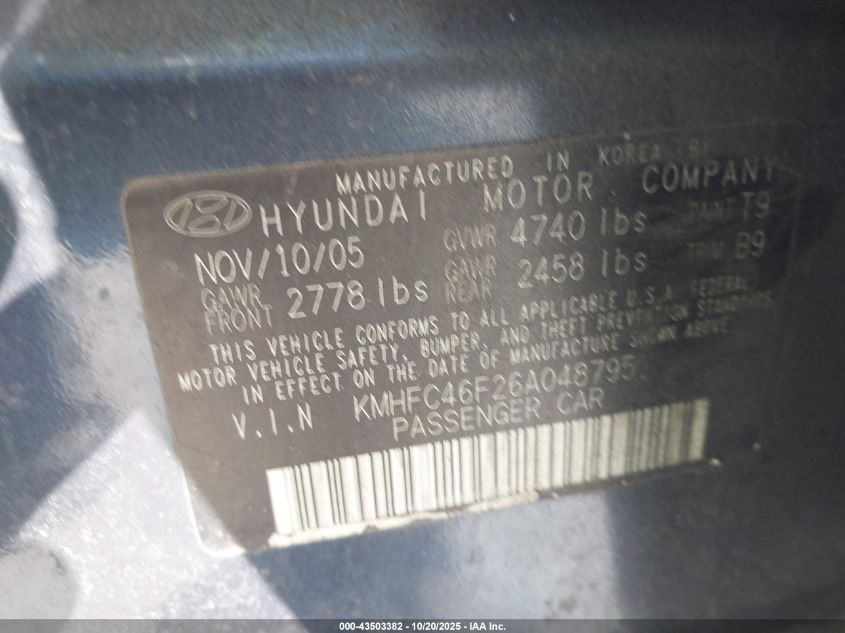 MANUFACTURED IN KOREA BY
HYUNDAI MOTOR COMPANY
NOV/10/05 GVWR 4740 lbs PAINT T9
GAWR FRONT 2778 lbs GAWR REAR 2458 lbs TRIM B9
THIS VEHICLE CONFORMS TO ALL APPLICABLE U.S.A. FEDERAL
MOTOR VEHICLE SAFETY, BUMPER, AND THEFT PREVENTION STANDARDS
IN EFFECT ON THE DATE OF MANUFACTURE SHOWN ABOVE
V.I.N KMHFC46F26A048795
PASSENGER CAR
000-43503382 - 10/20/2025 - IAA Inc.